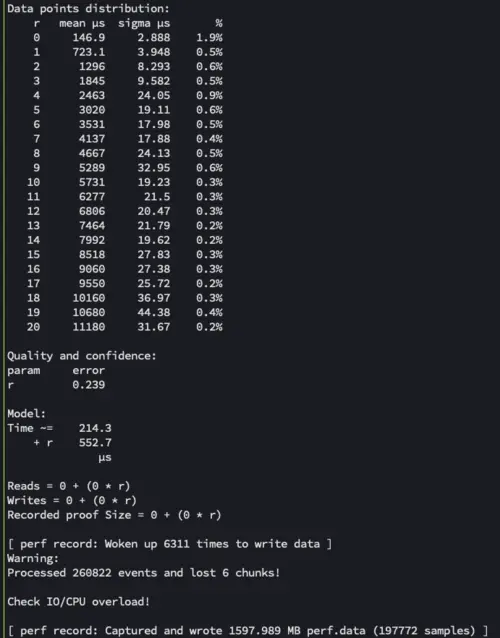 Data points distribution:
r mean µs sigma µs %
0 146.9 2.888 1.9%
1 723.1 3.948 0.5%
2 1296 8.293 0.6%
3 1845 9.582 0.5%
4 2463 24.05 0.9%
5 3020 19.11 0.6%
6 3531 17.98 0.5%
7 4137 17.88 0.4%
8 4667 24.13 0.5%
9 5289 32.95 0.6%
10 5731 19.23 0.3%
11 6277 21.5 0.3%
12 6806 20.47 0.3%
13 7464 21.79 0.2%
14 7992 19.62 0.2%
15 8518 27.83 0.3%
16 9060 27.38 0.3%
17 9550 25.72 0.2%
18 10160 36.97 0.3%
19 10680 44.38 0.4%
20 11180 31.67 0.2%
Quality and confidence:
param error
r 0.239
Model:
Time ~= 214.3
+ r 552.7
µs
Reads = 0 + (0 * r)
Writes = 0 + (0 * r)
Recorded proof Size = 0 + (0 * r)
[ perf record: Woken up 6311 times to write data ]
Warning:
Processed 260822 events and lost 6 chunks!
Check IO/CPU overload!
[ perf record: Captured and wrote 1597.989 MB perf.data (197772 samples) ]